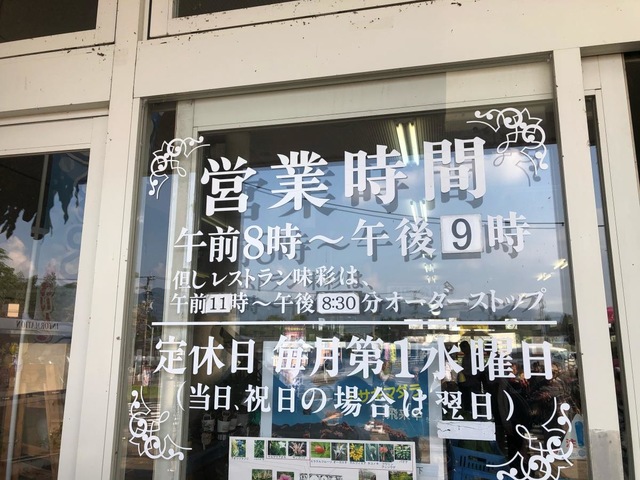 営業時間
午前8時～午後9時
但しレストラン味彩は、
午前11時～午後8:30分オーダーストップ
定休日 毎月第1水曜日
（当日、祝日の場合は翌日）
INFORMATION